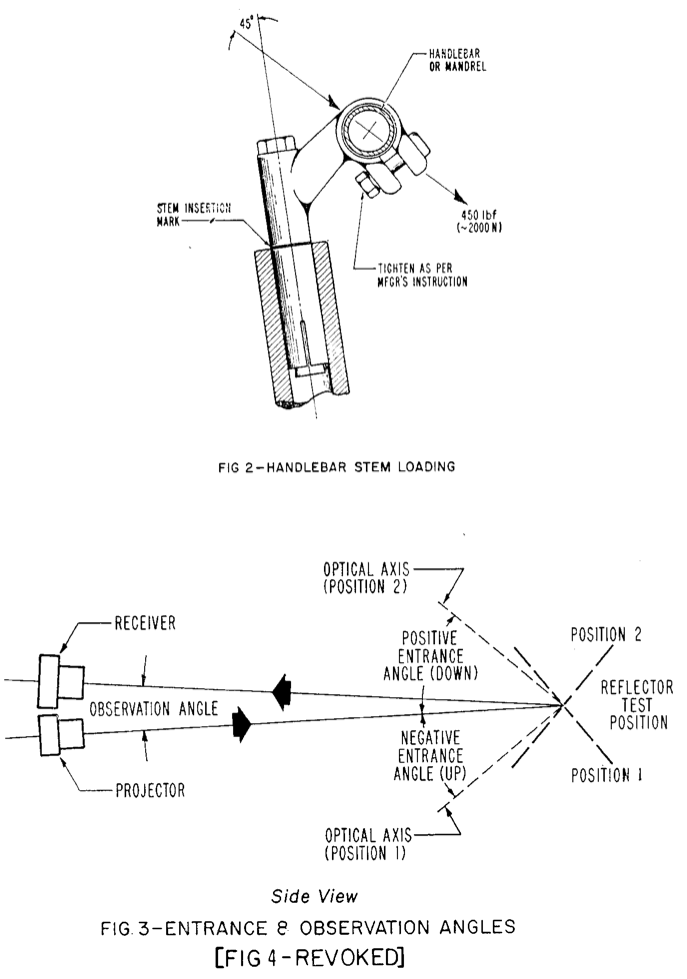 45°
HANDLEBAR
OR MANDREL
STEM INSERTION
MARK
450 lbf
(~2000 N)
TIGHTEN AS PER
MFGR'S INSTRUCTION
FIG 2-HANDLEBAR STEM LOADING
OPTICAL AXIS
(POSITION 2)
RECEIVER
POSITIVE
ENTRANCE
ANGLE (DOWN)
POSITION 2
REFLECTOR
TEST
POSITION
OBSERVATION ANGLE
NEGATIVE
ENTRANCE
ANGLE (UP)
POSITION 1
PROJECTOR
OPTICAL AXIS
(POSITION 1)
Side View
FIG. 3-ENTRANCE & OBSERVATION ANGLES
[FIG 4-REVOKED]